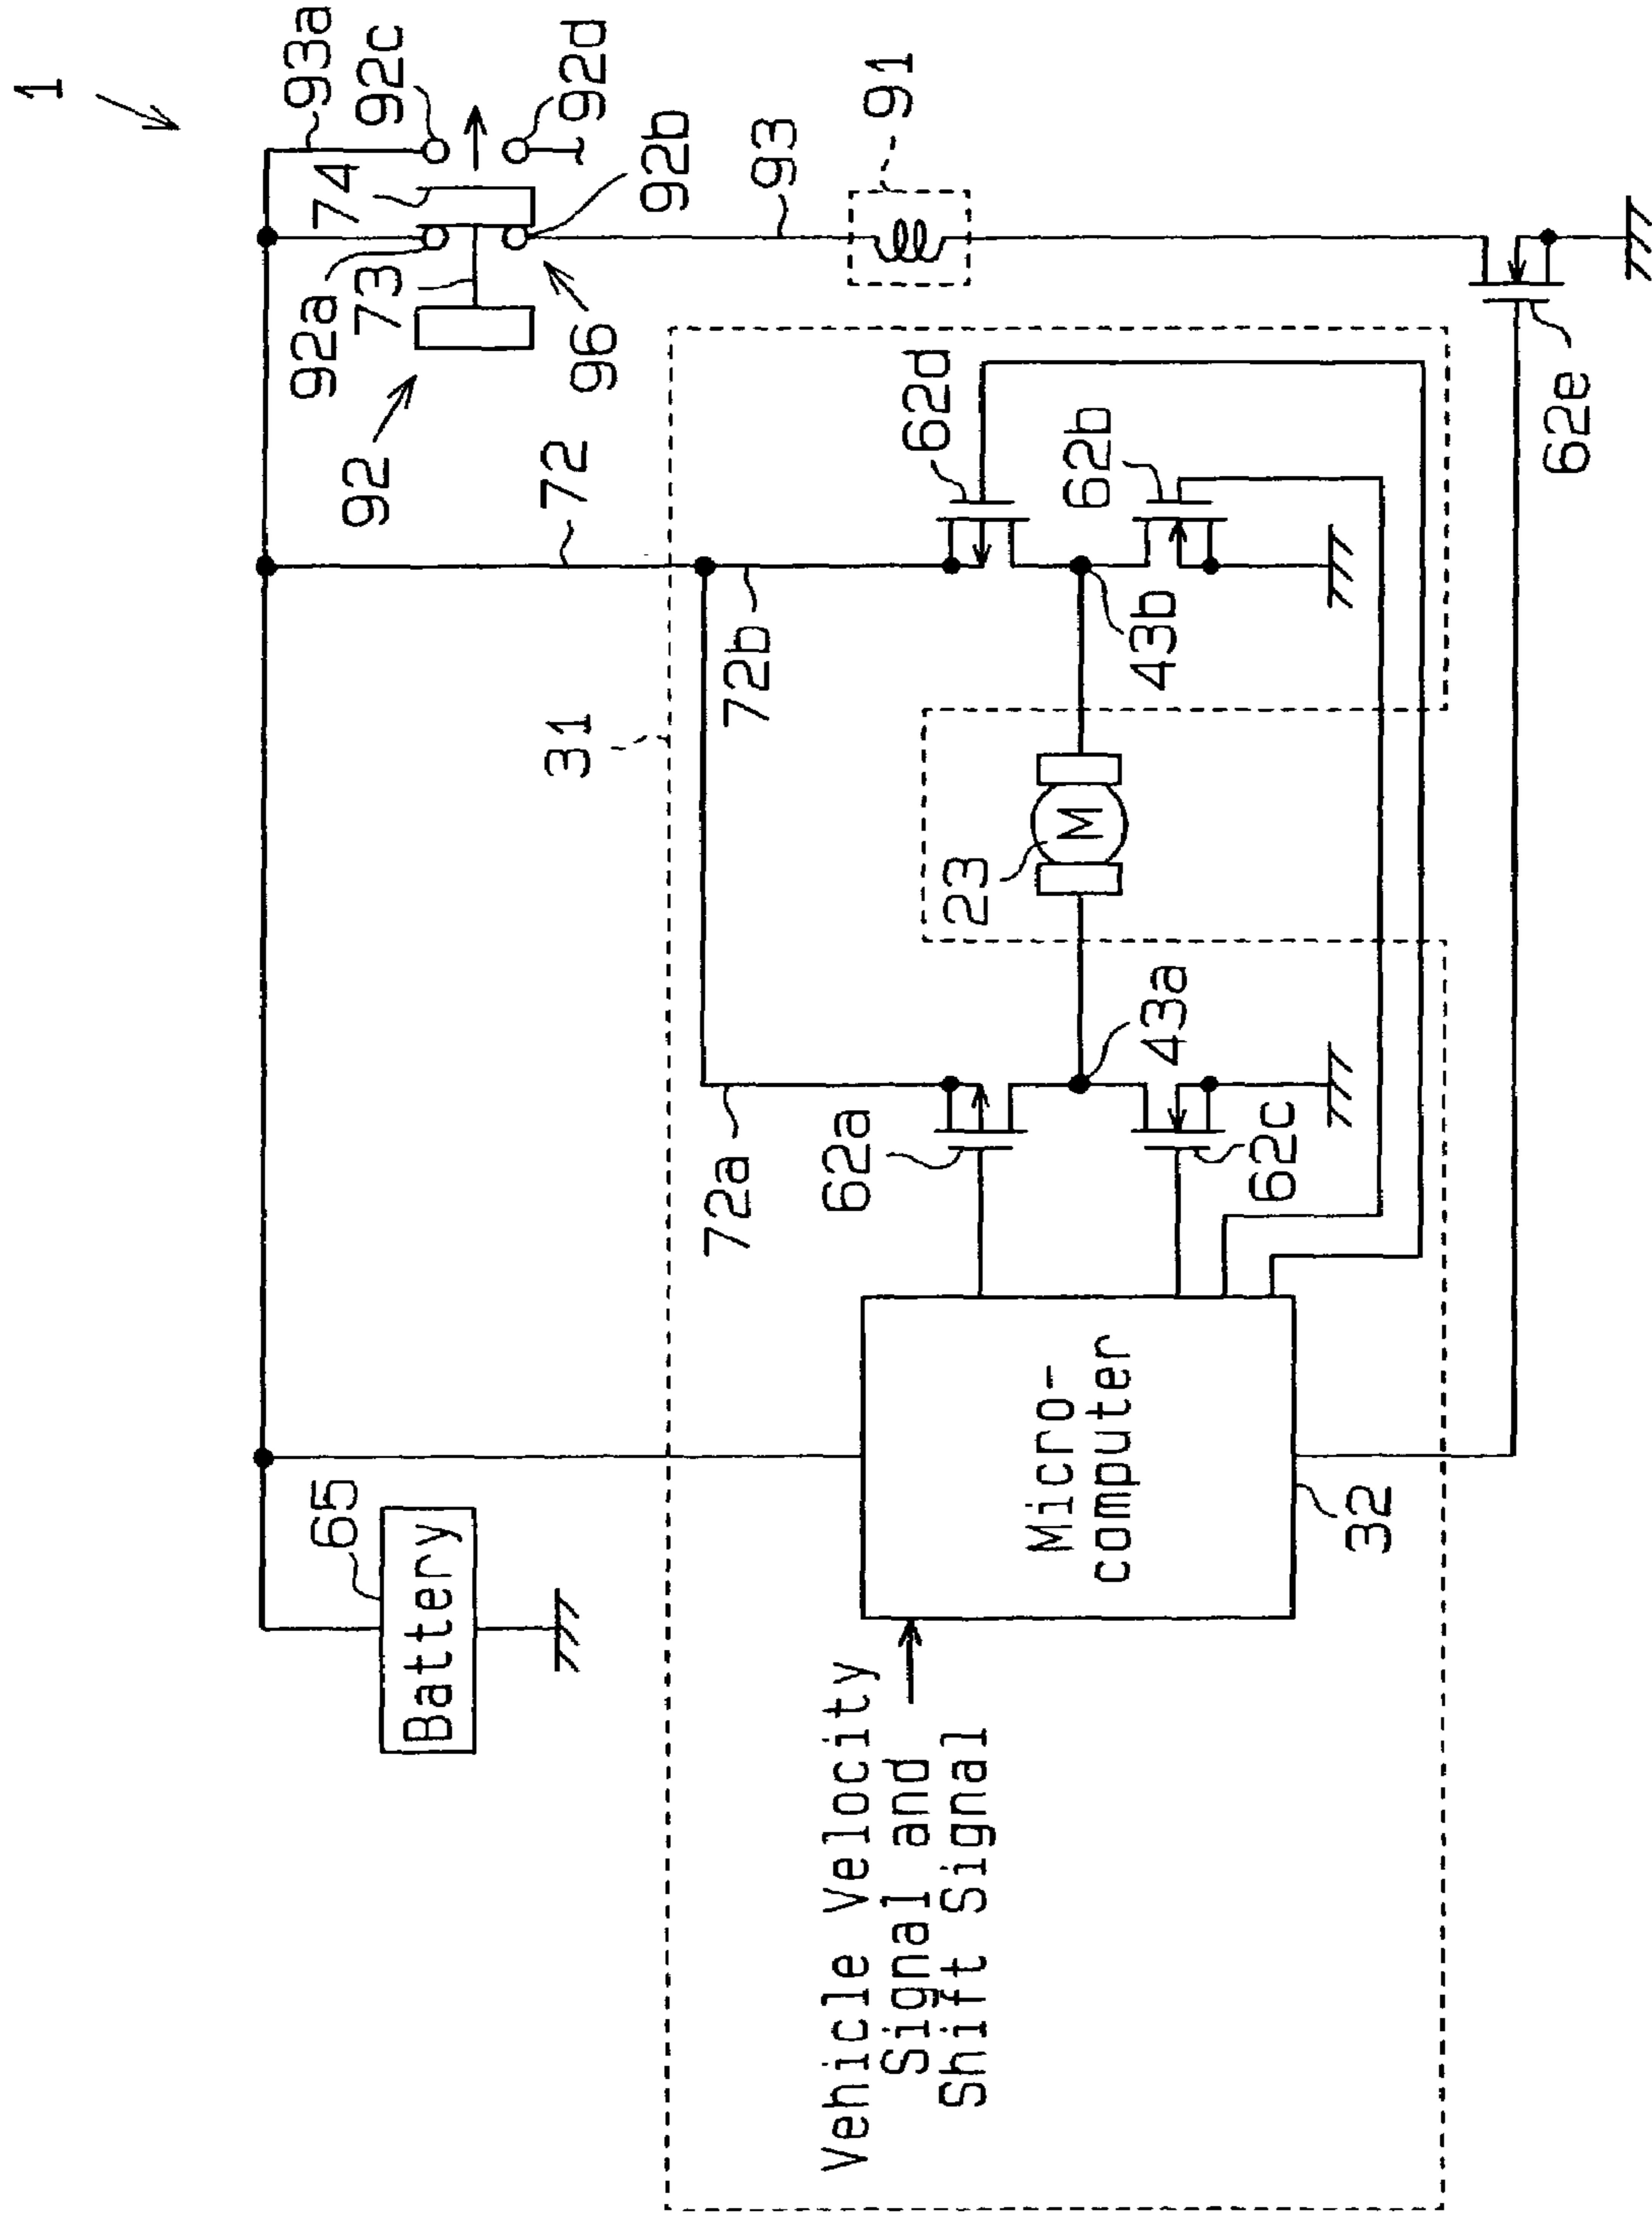 1
65
92a
93a
74
92
73
92c
Battery
31
72
96
92d
92b
72a
72b
93
Vehicle Velocity
Signal and
Shift Signal
62a
62d
91
23
Micro-
computer
62b
43a
43b
62c
32
62e
M